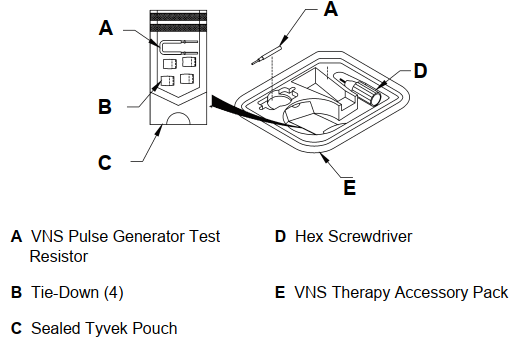 A
A
B
C
D
E
A VNS Pulse Generator Test
Resistor
D Hex Screwdriver
B Tie-Down (4)
E VNS Therapy Accessory Pack
C Sealed Tyvek Pouch